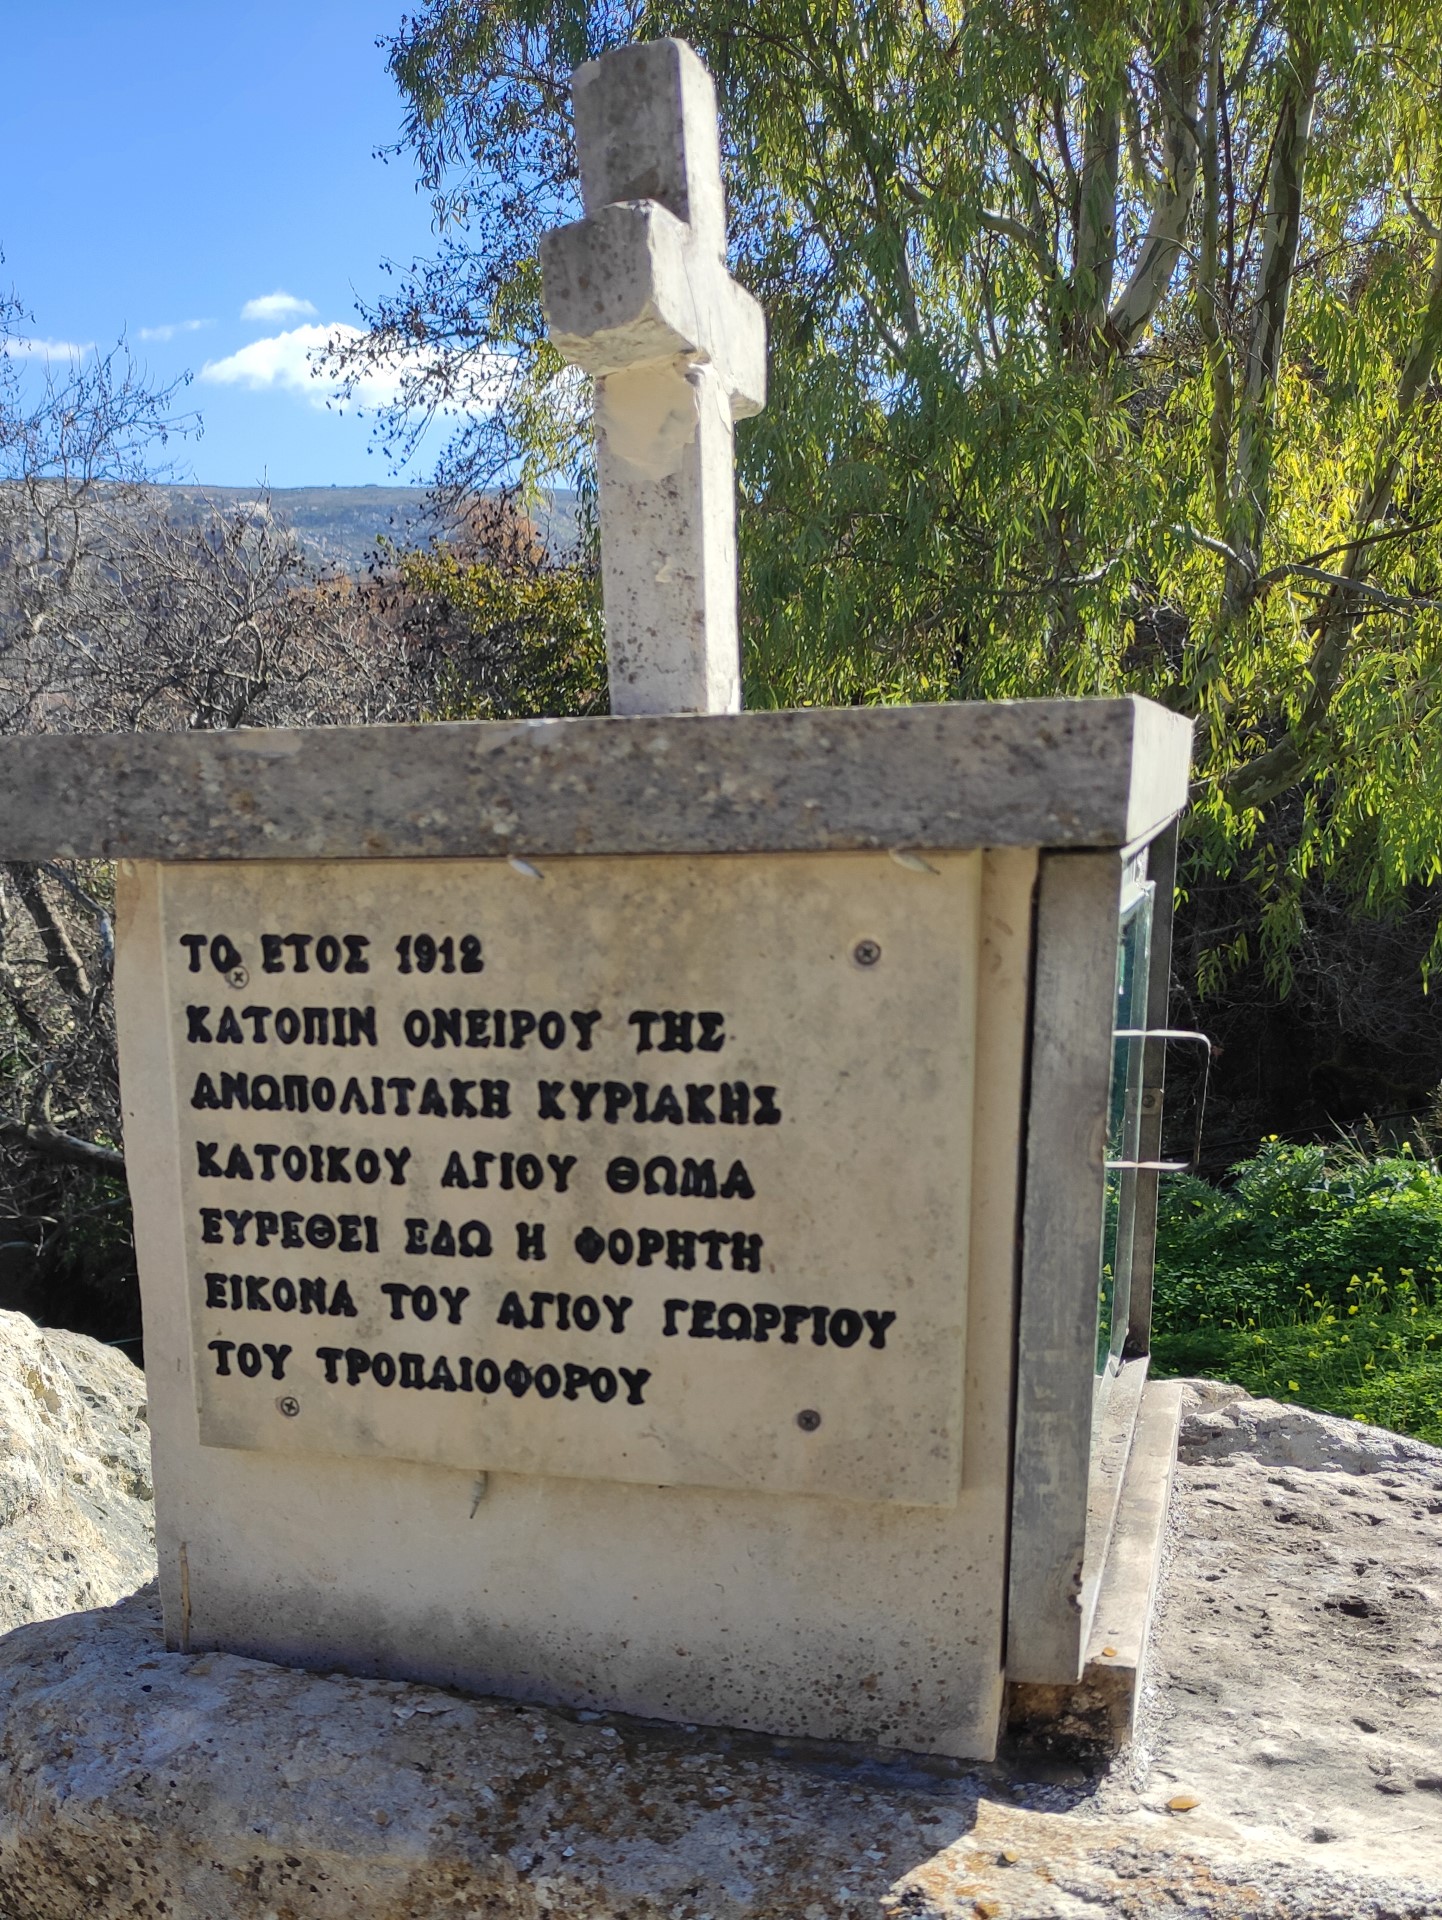 ΤΟ ΕΤΟΣ 1912
ΚΑΤΟΠΙΝ ΟΝΕΙΡΟΥ ΤΗΣ
ΑΝΩΠΟΛΙΤΑΚΗ ΚΥΡΙΑΚΗΣ
ΚΑΤΟΙΚΟΥ ΑΓΙΟΥ ΘΩΜΑ
ΕΥΡΕΘΕΙ ΕΔΩ Η ΦΟΡΗΤΗ
ΕΙΚΟΝΑ ΤΟΥ ΑΓΙΟΥ ΓΕΩΡΓΙΟΥ
ΤΟΥ ΤΡΟΠΑΙΟΦΟΡΟΥ